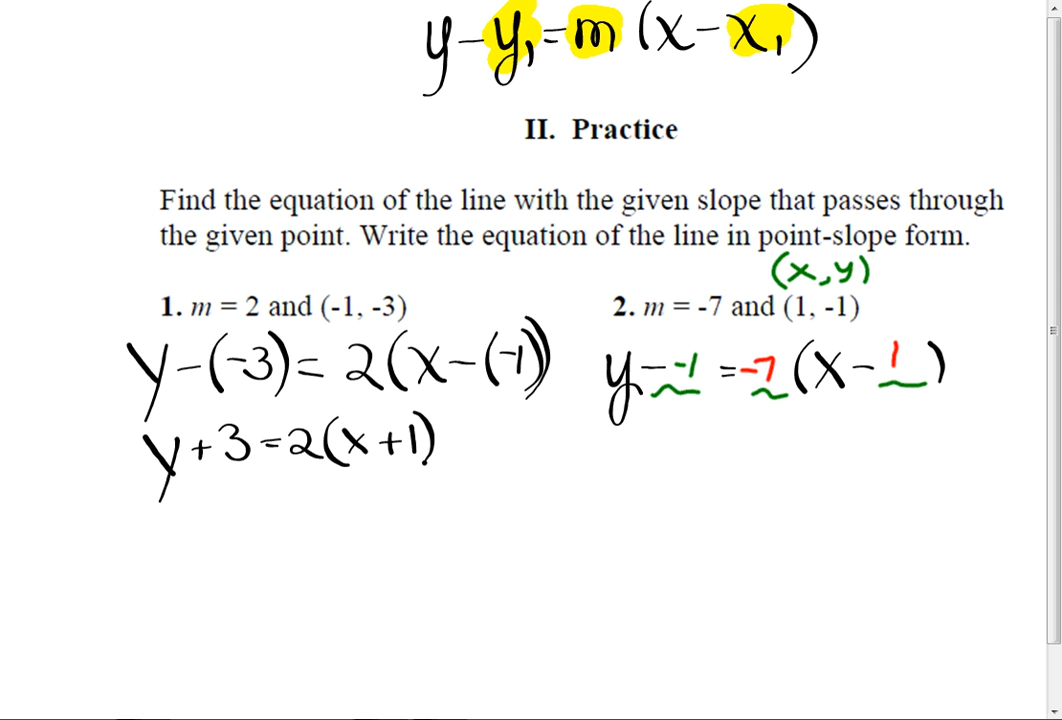 y-y₁=m(x-x₁)
II. Practice
Find the equation of the line with the given slope that passes through
the given point. Write the equation of the line in point-slope form.
(x,y)
1. m = 2 and (-1, -3)
2. m = -7 and (1, -1)
y-(-3)=2(x-(-1))
y--1=-7(x-1)
y+3=2(x+1)